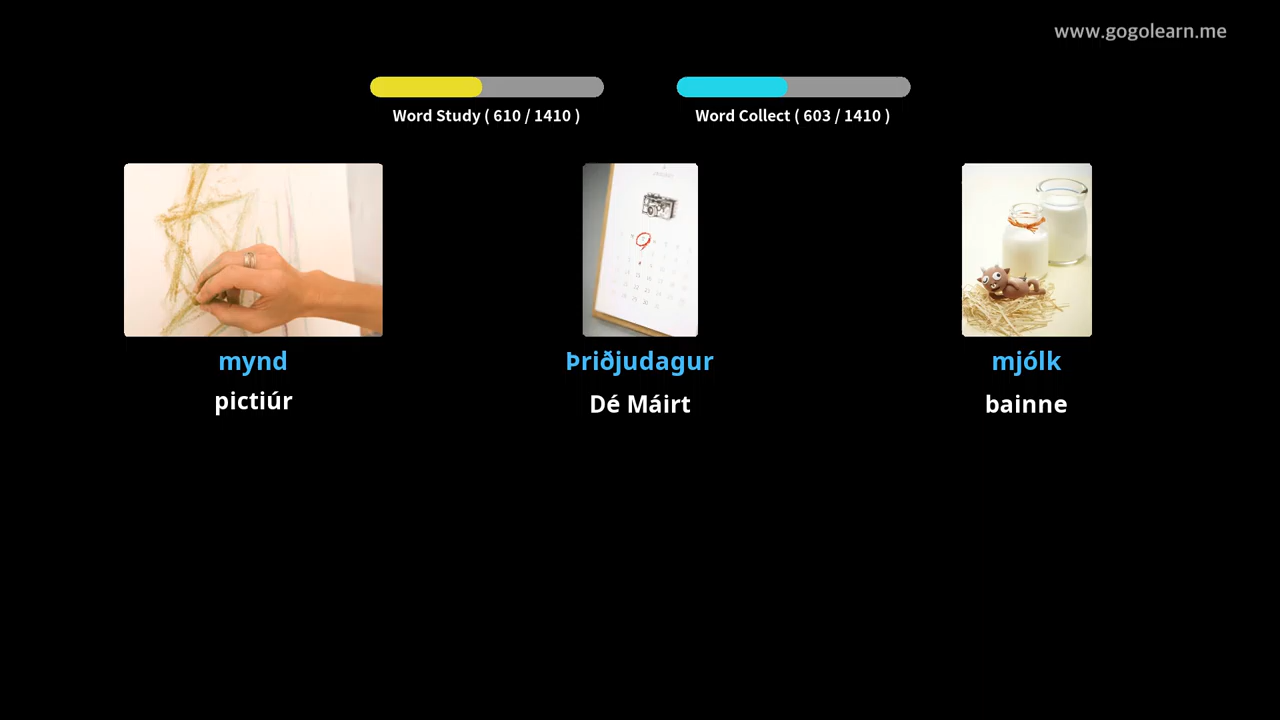 www.gogolearn.me
Word Study ( 610 / 1410 )
Word Collect ( 603 / 1410 )
mynd
Þriðjudagur
mjólk
pictiúr
Dé Máirt
bainne